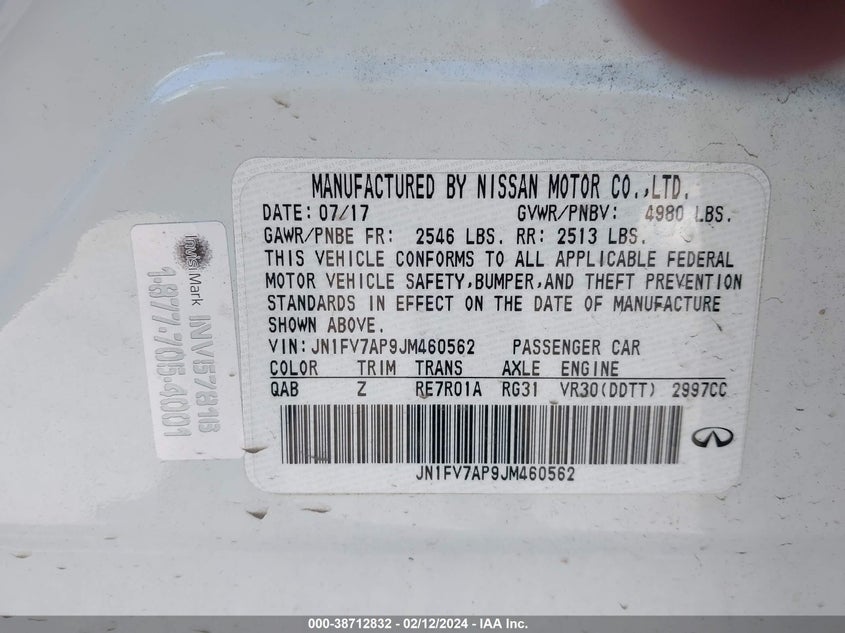 MANUFACTURED BY NISSAN MOTOR CO.,LTD.
DATE: 07/17 GVWR/PNBV: 4980 LBS.
GAWR/PNBE FR: 2546 LBS. RR: 2513 LBS.
THIS VEHICLE CONFORMS TO ALL APPLICABLE FEDERAL
MOTOR VEHICLE SAFETY,BUMPER,AND THEFT PREVENTION
STANDARDS IN EFFECT ON THE DATE OF MANUFACTURE
SHOWN ABOVE.
VIN: JN1FV7AP9JM460562 PASSENGER CAR
COLOR TRIM TRANS AXLE ENGINE
QAB Z RE7R01A RG31 VR30(DDTT) 2997CC
JN1FV7AP9JM460562
InVisiMark
1-877-705-4001
000-38712832 - 02/12/2024 - IAA Inc.